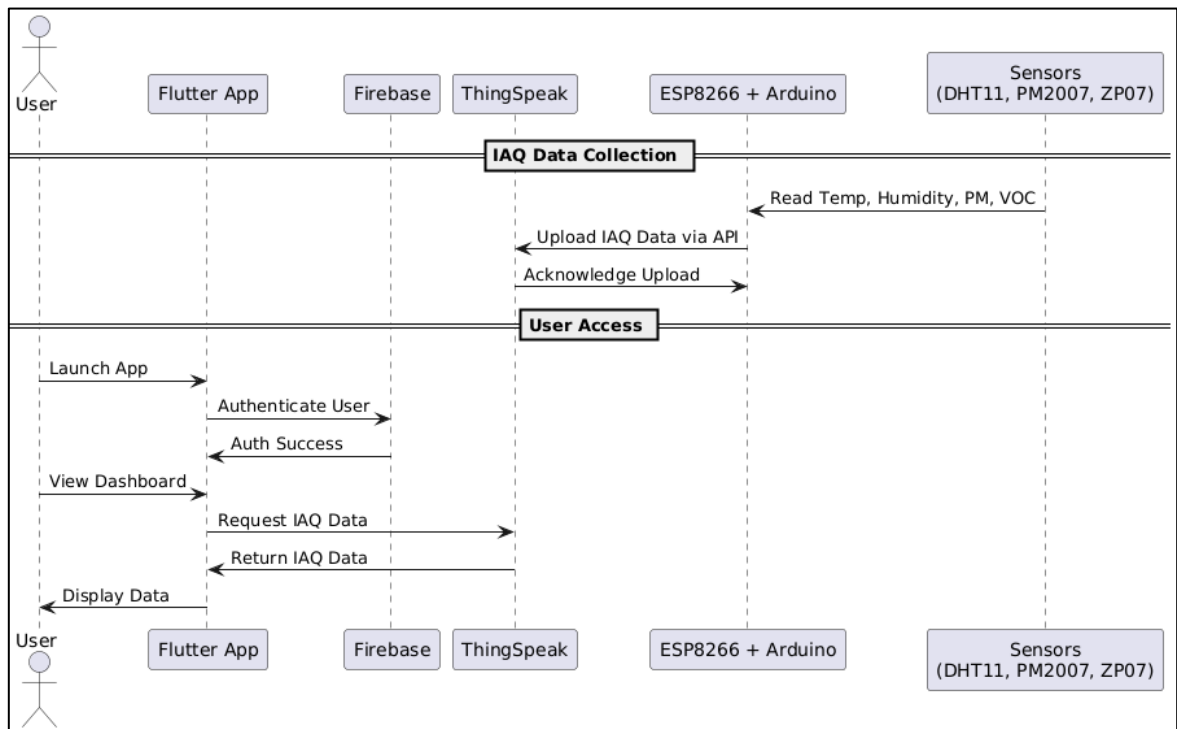 User
Flutter App
Firebase
ThingSpeak
ESP8266 + Arduino
Sensors
(DHT11, PM2007, ZP07)
IAQ Data Collection
Read Temp, Humidity, PM, VOC
Upload IAQ Data via API
Acknowledge Upload
User Access
Launch App
Authenticate User
Auth Success
View Dashboard
Request IAQ Data
Return IAQ Data
Display Data
User
Flutter App
Firebase
ThingSpeak
ESP8266 + Arduino
Sensors
(DHT11, PM2007, ZP07)